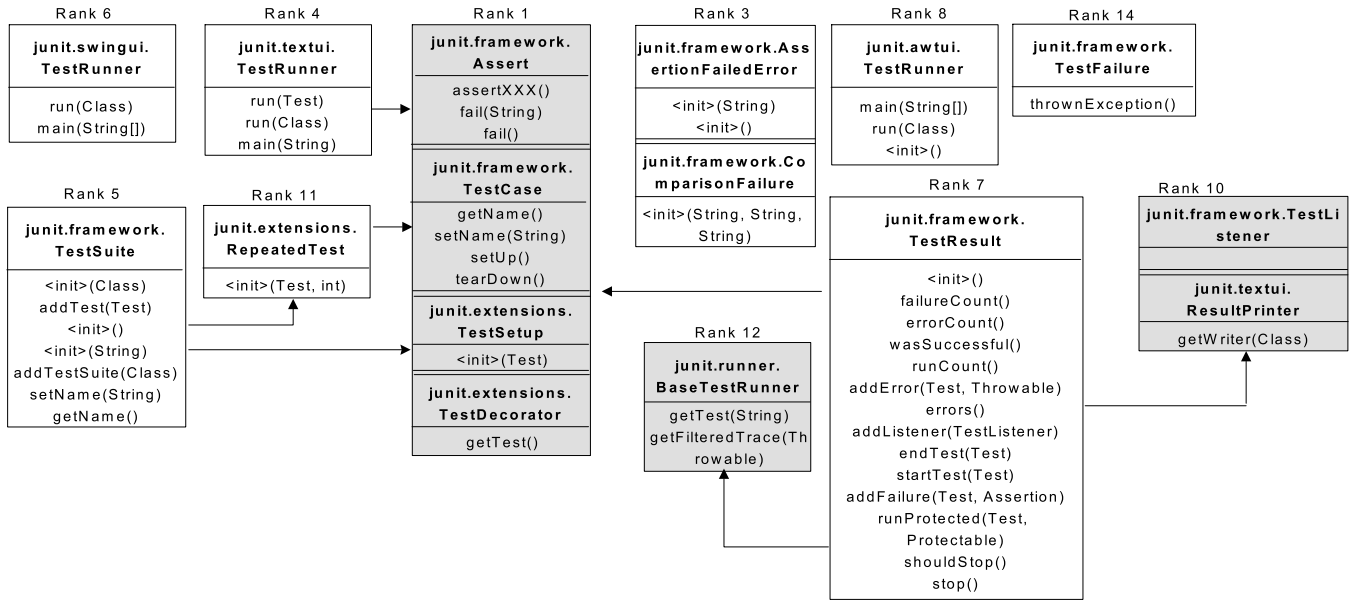 Rank 6
junit.swingui.
TestRunner
run(Class)
main(String[])
Rank 4
junit.textui.
TestRunner
run(Test)
run(Class)
main(String)
Rank 1
junit.framework.
Assert
assertXXX()
fail(String)
fail()
junit.framework.
TestCase
getName()
setName(String)
setUp()
tearDown()
junit.extensions.
TestSetup
<init>(Test)
junit.extensions.
TestDecorator
getTest()
Rank 3
junit.framework.Ass
ertionFailedError
<init>(String)
<init>()
junit.framework.Co
mparisonFailure
<init>(String, String,
String)
Rank 8
junit.awtui.
TestRunner
main(String[])
run(Class)
<init>()
Rank 14
junit.framework.
TestFailure
thrownException()
Rank 5
junit.framework.
TestSuite
<init>(Class)
addTest(Test)
<init>()
<init>(String)
addTestSuite(Class)
setName(String)
getName()
Rank 11
junit.extensions.
RepeatedTest
<init>(Test, int)
Rank 12
junit.runner.
BaseTestRunner
getTest(String)
getFilteredTrace(Th
rowable)
Rank 7
junit.framework.
TestResult
<init>()
failureCount()
errorCount()
wasSuccessful()
runCount()
addError(Test, Throwable)
errors()
addListener(TestListener)
endTest(Test)
startTest(Test)
addFailure(Test, Assertion)
runProtected(Test,
Protectable)
shouldStop()
stop()
Rank 10
junit.framework.TestLi
stener
junit.textui.
ResultPrinter
getWriter(Class)